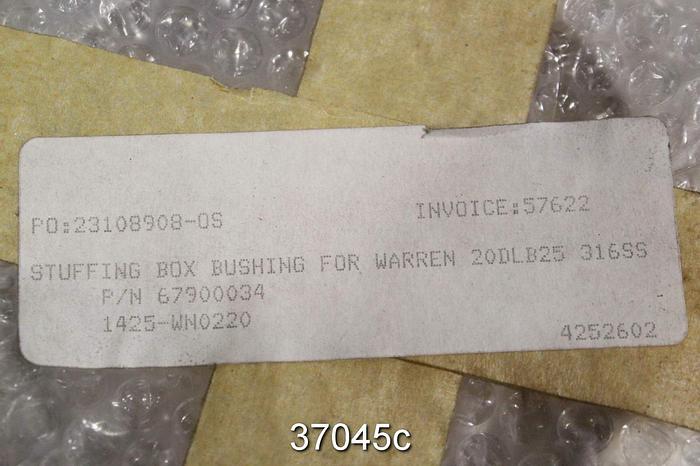 PO:23108908-OS INVOICE:57622
STUFFING BOX BUSHING FOR WARREN 20DLB25 316SS
P/N 67900034
1425-WN0220
4252602
37045c